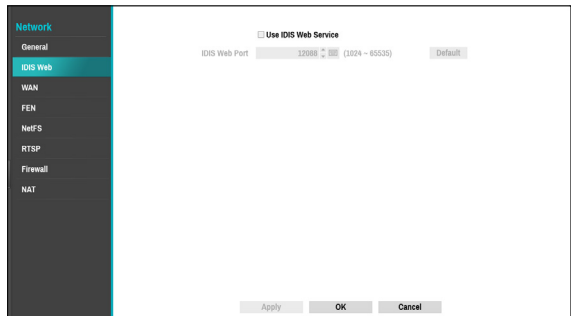 Network
General
IDIS Web
WAN
FEN
NetFS
RTSP
Firewall
NAT
Use IDIS Web Service
IDIS Web Port 12088 (1024 ~ 65535) Default
Apply OK Cancel